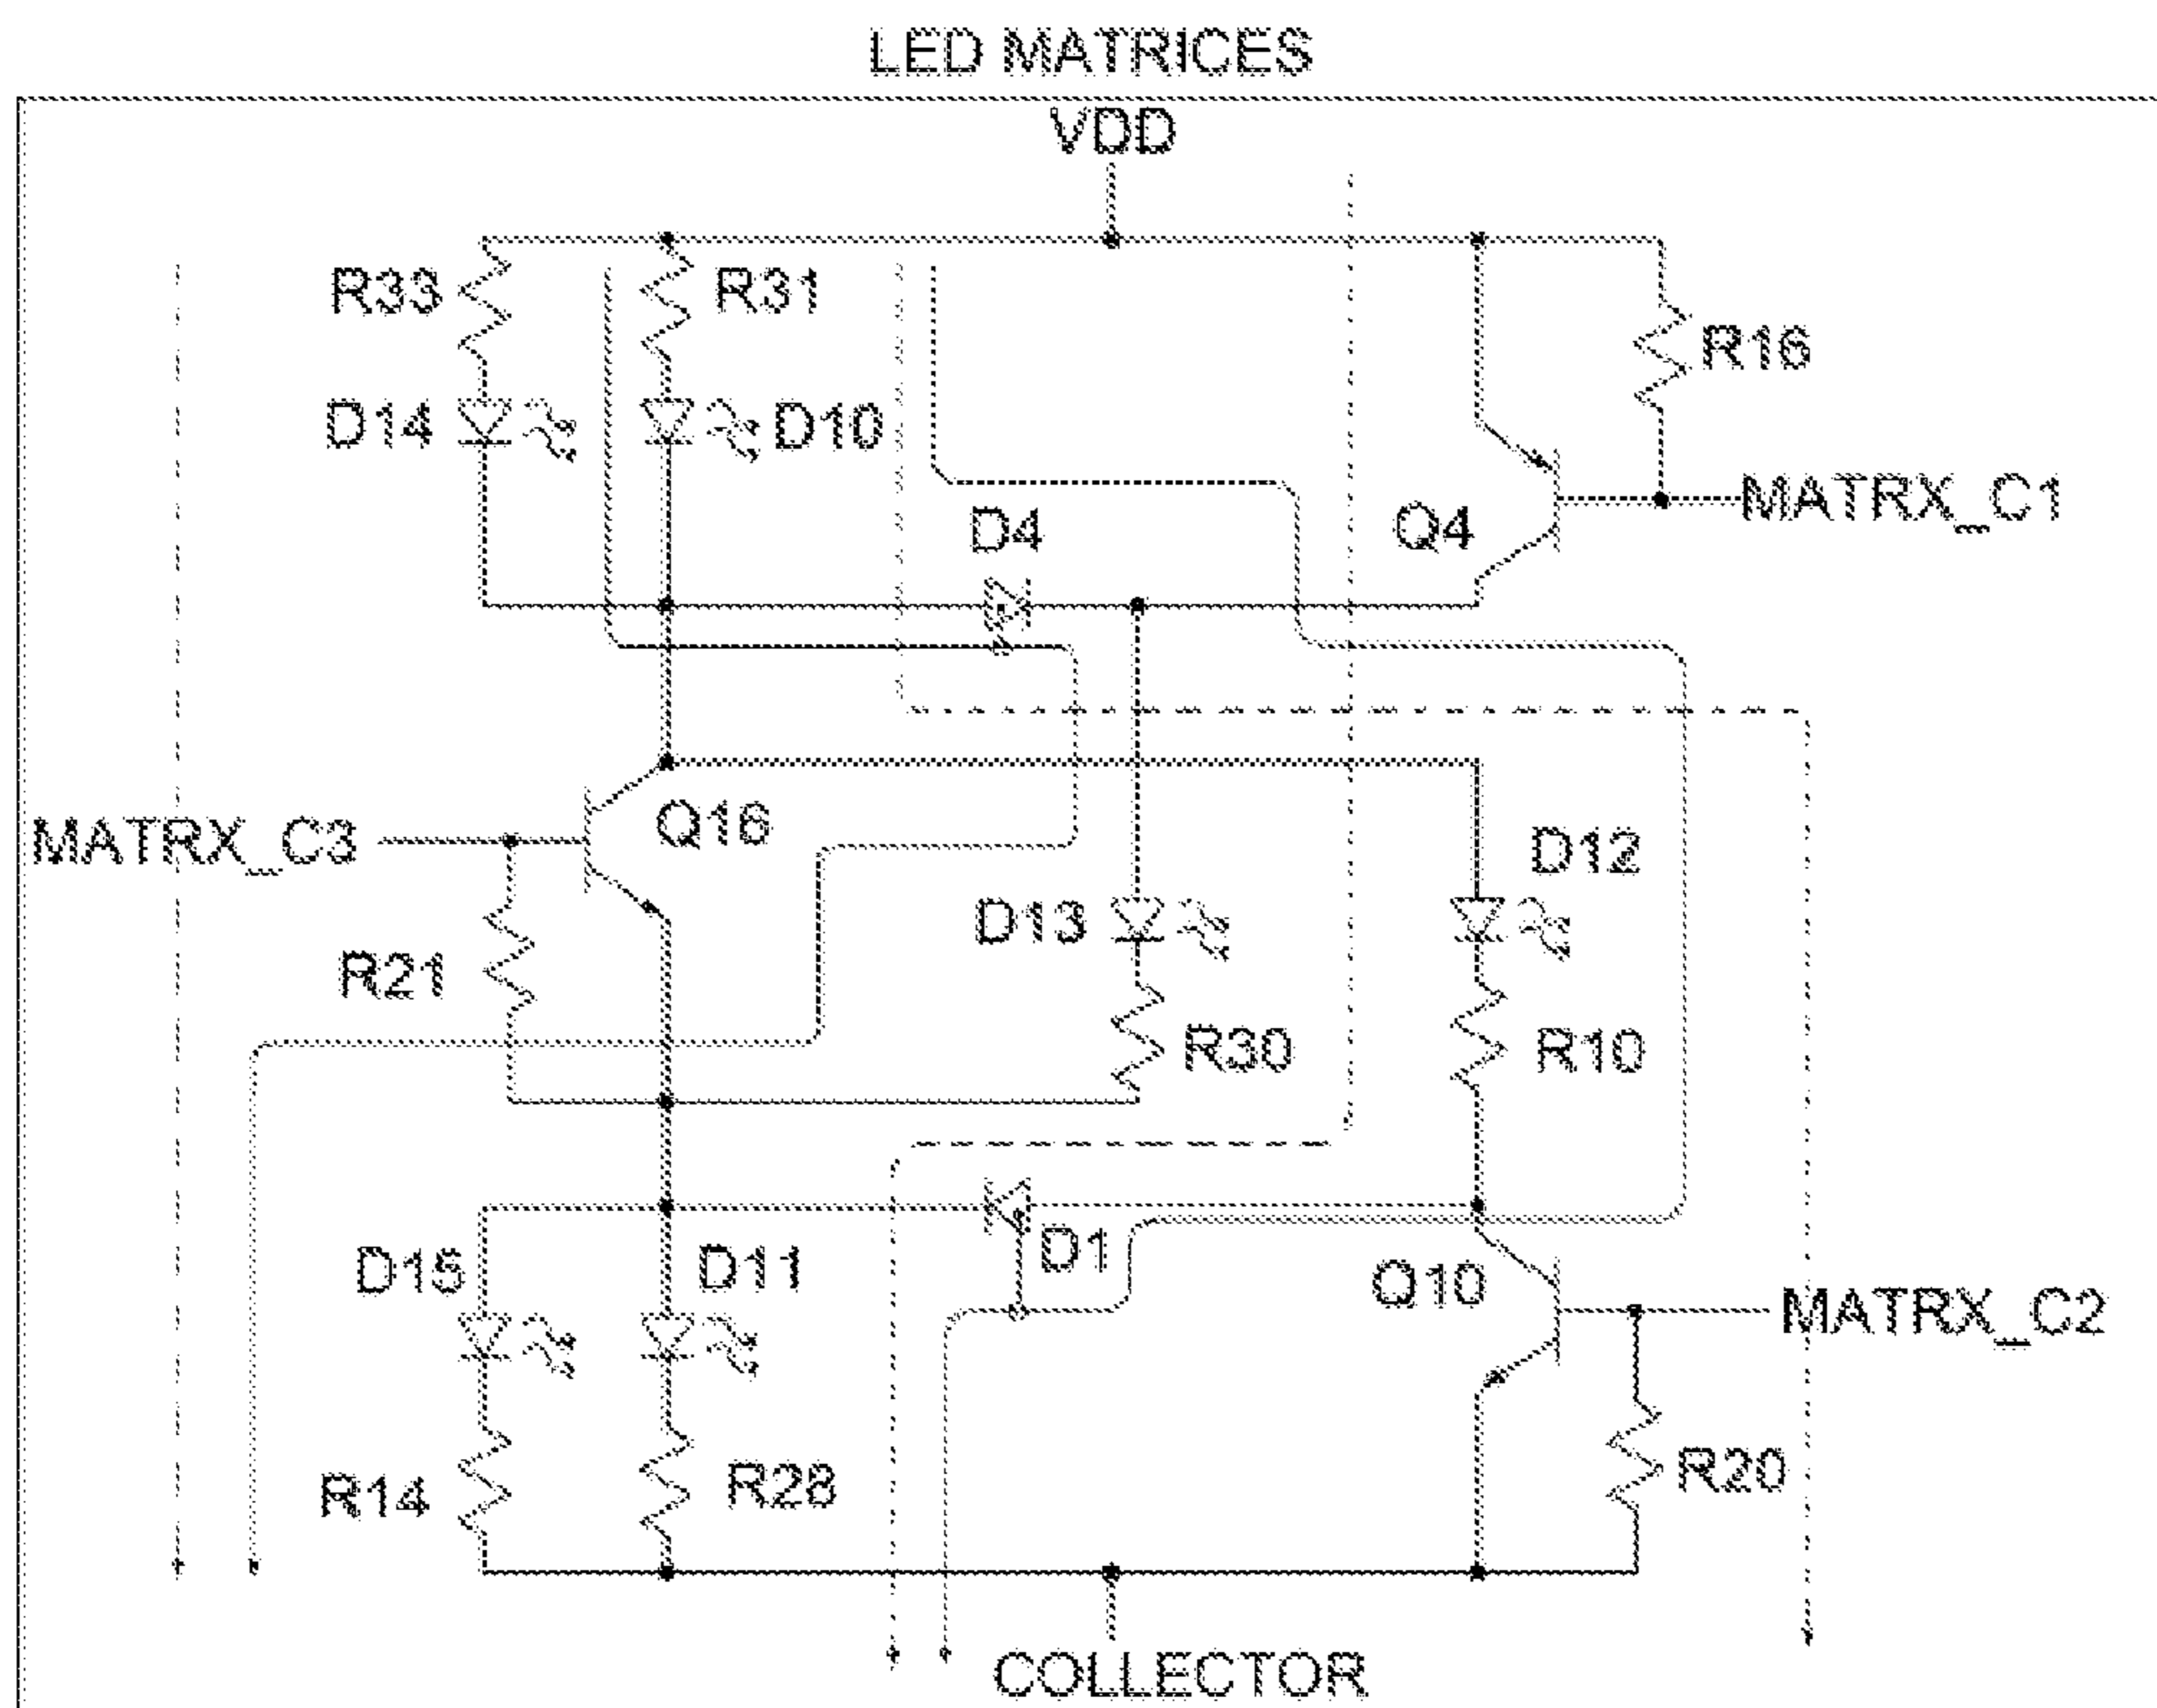 LED MATRICES
VDD
R33
R31
R16
D14
D10
MATRX_C1
Q4
D4
MATRX_C3
Q16
D12
D13
R21
R30
R10
D15
D11
D1
Q10
MATRX_C2
R14
R28
R20
COLLECTOR